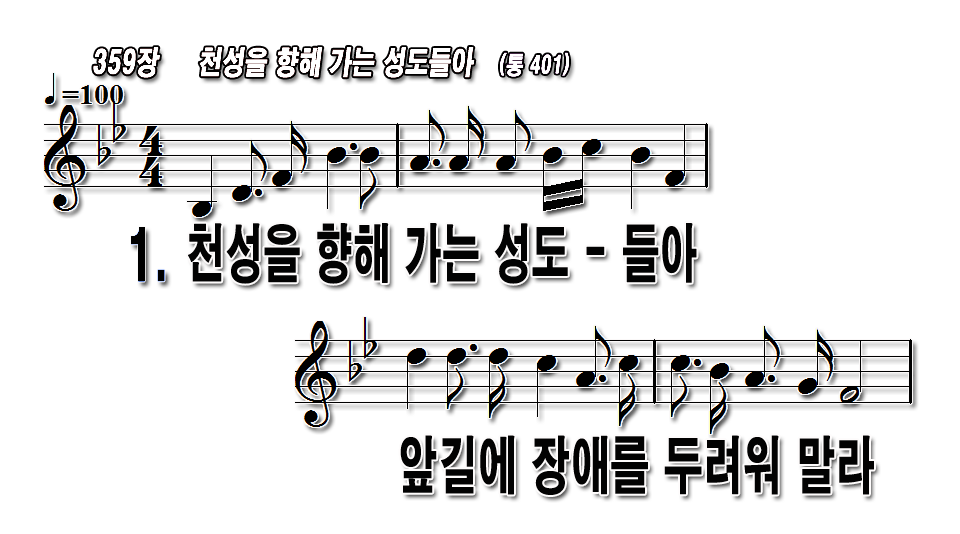 359장 천성을 향해 가는 성도들아 (통 401)
♩=100
4
4
1. 천성을 향해 가는 성도 - 들아
앞길에 장애를 두려워 말라